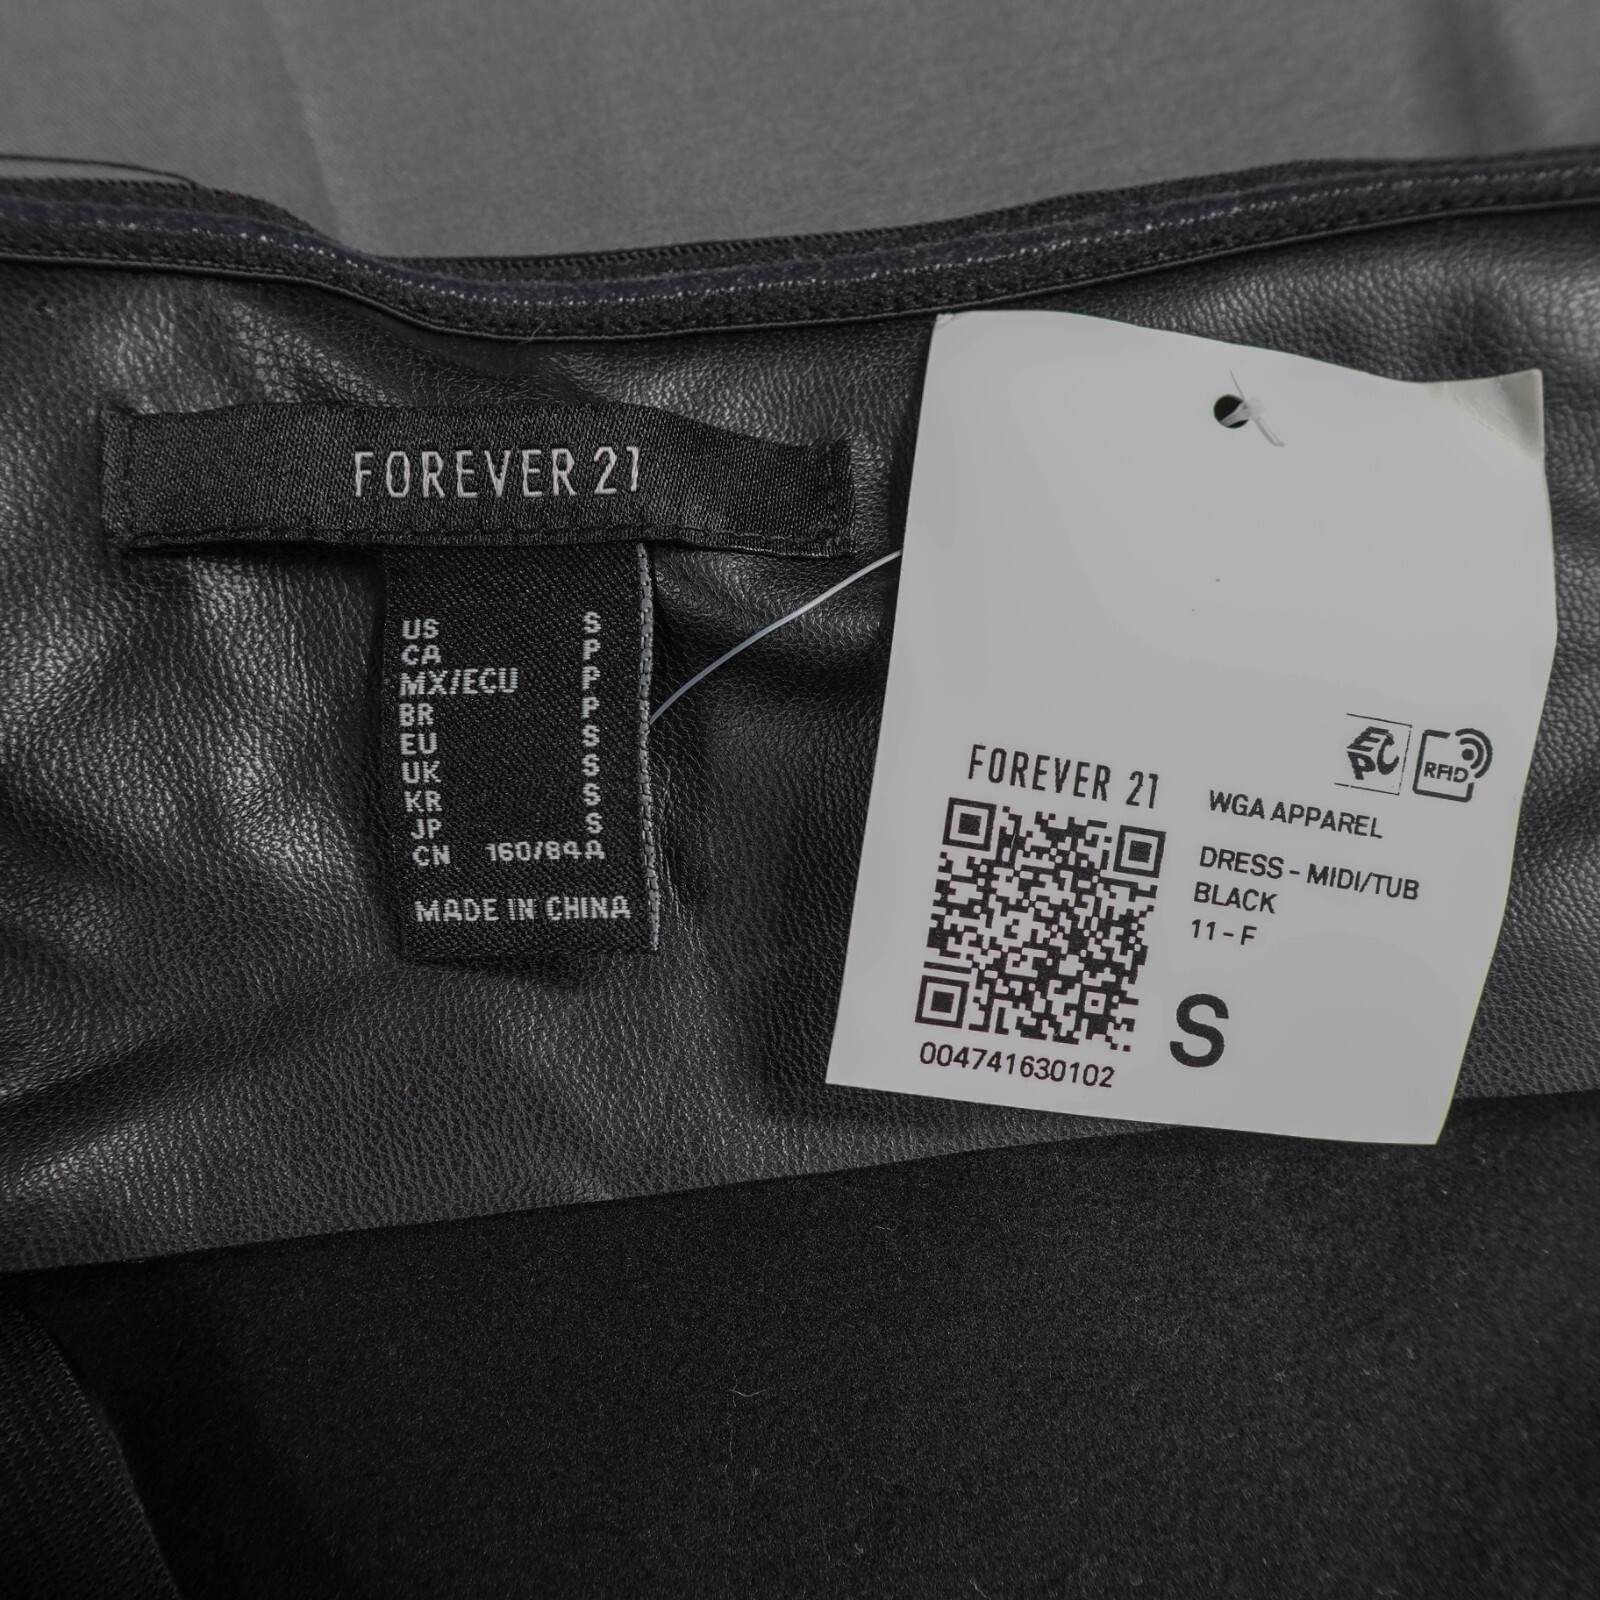 FOREVER 21
US S
CA P
MX/ECU P
BR P
EU S
UK S
KR S
JP S
CN 160/84A
MADE IN CHINA
EPC
RFID
FOREVER 21
WGA APPAREL
DRESS - MIDI/TUB
BLACK
11 - F
S
004741630102